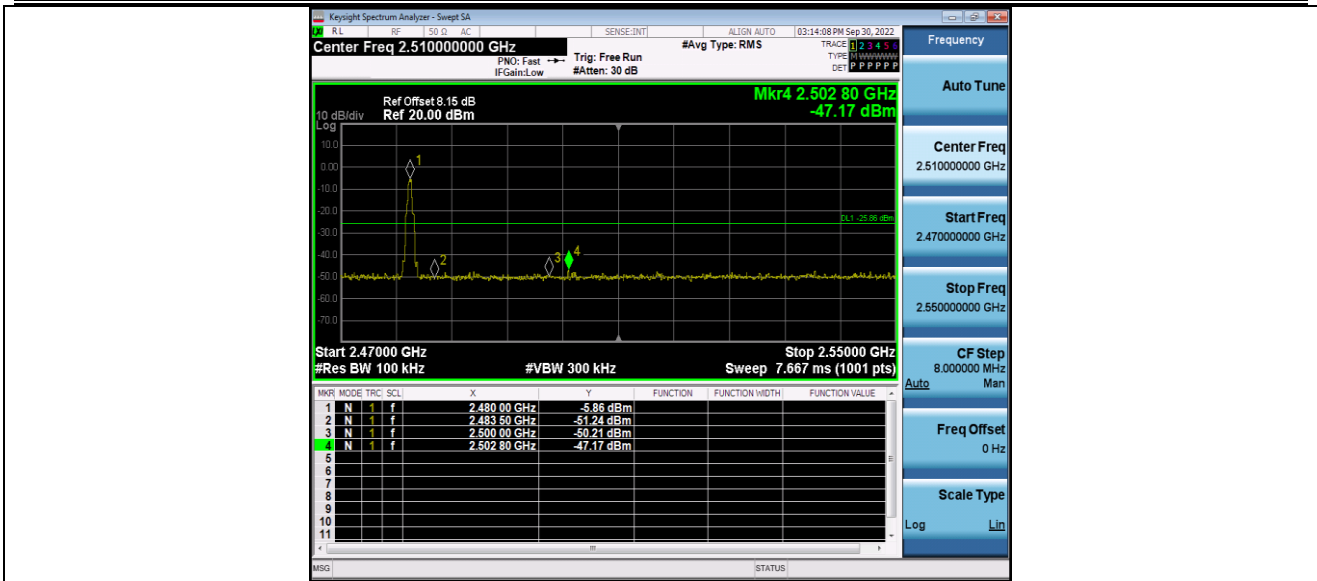 Keysight Spectrum Analyzer - Swept SA
RL RF 50 Ω AC SENSE:INT ALIGN AUTO 03:14:08 PM Sep 30, 2022
Center Freq 2.510000000 GHz
PNO: Fast
IFGain:Low
Trig: Free Run
#Atten: 30 dB
#Avg Type: RMS
TRACE 1 2 3 4 5 6
TYPE M WWWWW
DET P P P P P P
Ref Offset 8.15 dB
10 dB/div Ref 20.00 dBm
Log
Mkr4 2.502 80 GHz
-47.17 dBm
10.0
0.00
-10.0
-20.0
-30.0
-40.0
-50.0
-60.0
-70.0
1
2
3
4
DL1 -25.86 dBm
Start 2.47000 GHz Stop 2.55000 GHz
#Res BW 100 kHz #VBW 300 kHz Sweep 7.667 ms (1001 pts)
MKR MODE TRC SCL X Y FUNCTION FUNCTION WIDTH FUNCTION VALUE
1 N 1 f 2.480 00 GHz -5.86 dBm
2 N 1 f 2.483 50 GHz -51.24 dBm
3 N 1 f 2.500 00 GHz -50.21 dBm
4 N 1 f 2.502 80 GHz -47.17 dBm
5
6
7
8
9
10
11
MSG STATUS
Frequency
Auto Tune
Center Freq
2.510000000 GHz
Start Freq
2.470000000 GHz
Stop Freq
2.550000000 GHz
CF Step
8.000000 MHz
Auto Man
Freq Offset
0 Hz
Scale Type
Log Lin